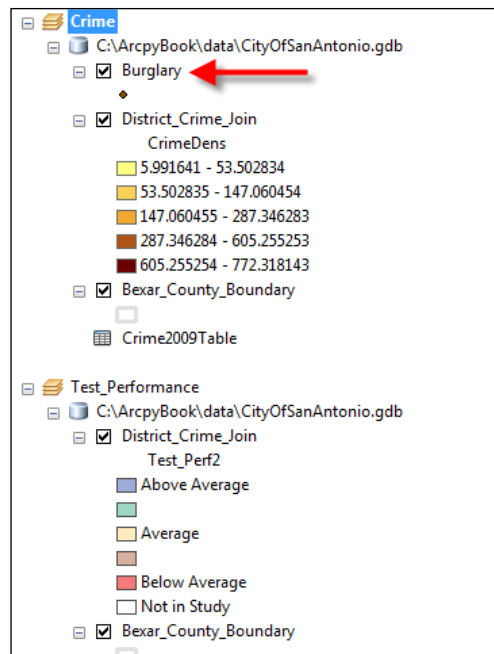 Crime
C:\ArcpyBook\data\CityOfSanAntonio.gdb
Burglary
District_Crime_Join
CrimeDens
5.991641 - 53.502834
53.502835 - 147.060454
147.060455 - 287.346283
287.346284 - 605.255253
605.255254 - 772.318143
Bexar_County_Boundary
Crime2009Table
Test_Performance
C:\ArcpyBook\data\CityOfSanAntonio.gdb
District_Crime_Join
Test_Perf2
Above Average
Average
Below Average
Not in Study
Bexar_County_Boundary